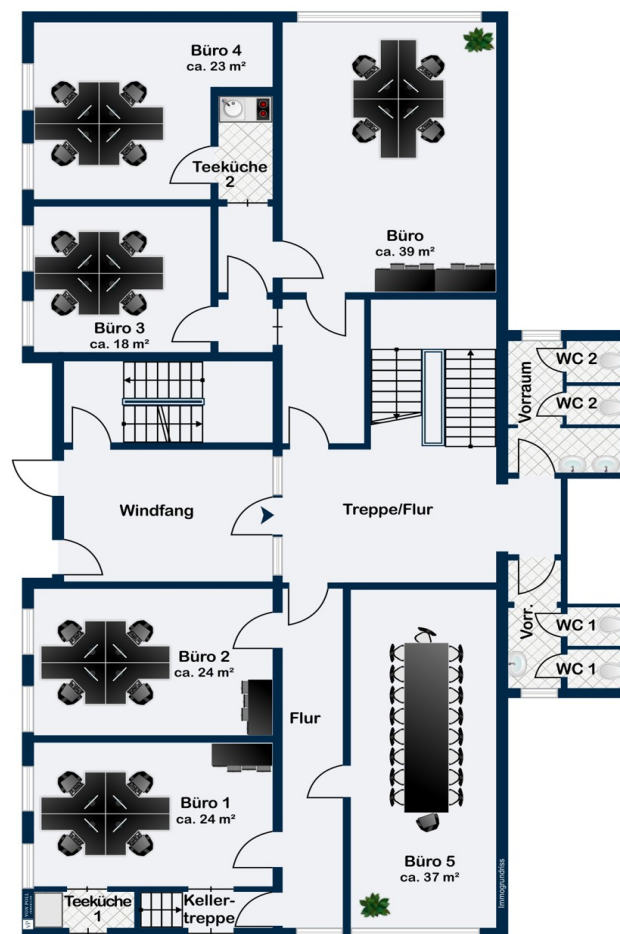 Büro 4
ca. 23 m²
Teeküche
2
Büro
ca. 39 m²
Büro 3
ca. 18 m²
Vorraum
WC 2
WC 2
Windfang
Treppe/Flur
Vorr.
WC 1
WC 1
Büro 2
ca. 24 m²
Flur
Büro 1
ca. 24 m²
Büro 5
ca. 37 m²
Teeküche
1
Keller-
treppe
Immogrundriss
VON POLL